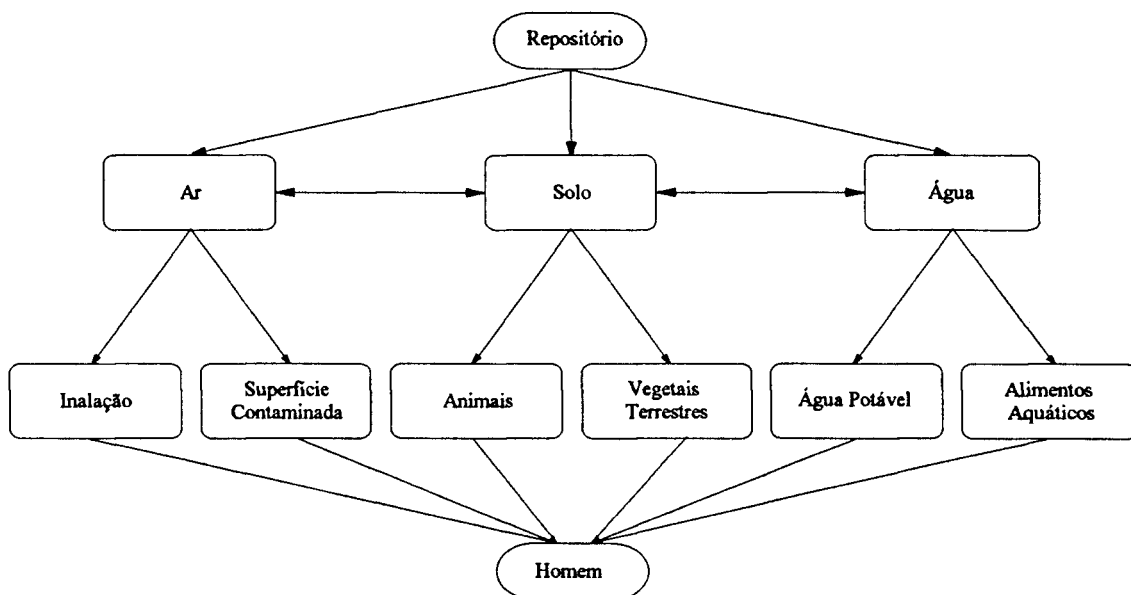 Repositório
Ar
Solo
Água
Inalação
Superfície
Contaminada
Animais
Vegetais
Terrestres
Água Potável
Alimentos
Aquáticos
Homem